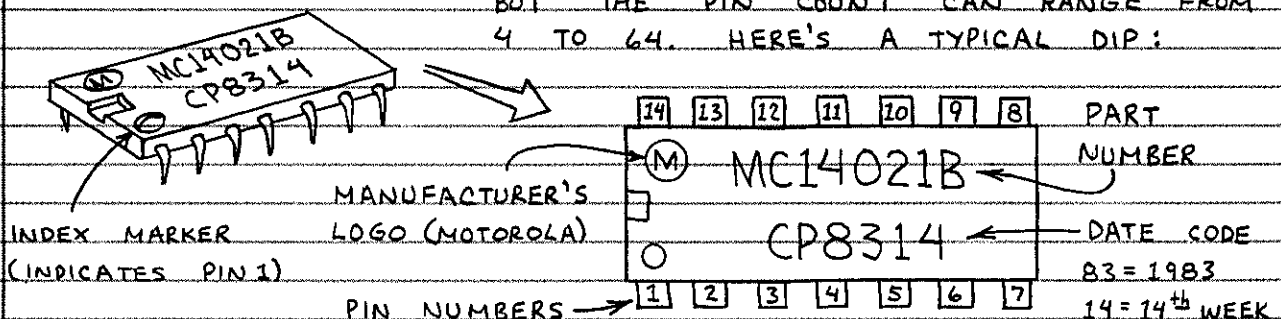 BUT THE PIN COUNT CAN RANGE FROM
4 TO 64. HERE'S A TYPICAL DIP:
M MC14021B
CP8314
INDEX MARKER
(INDICATES PIN 1)
MANUFACTURER'S
LOGO (MOTOROLA)
PIN NUMBERS
14 13 12 11 10 9 8
M MC14021B
CP8314
1 2 3 4 5 6 7
PART
NUMBER
DATE CODE
83 = 1983
14 = 14th WEEK